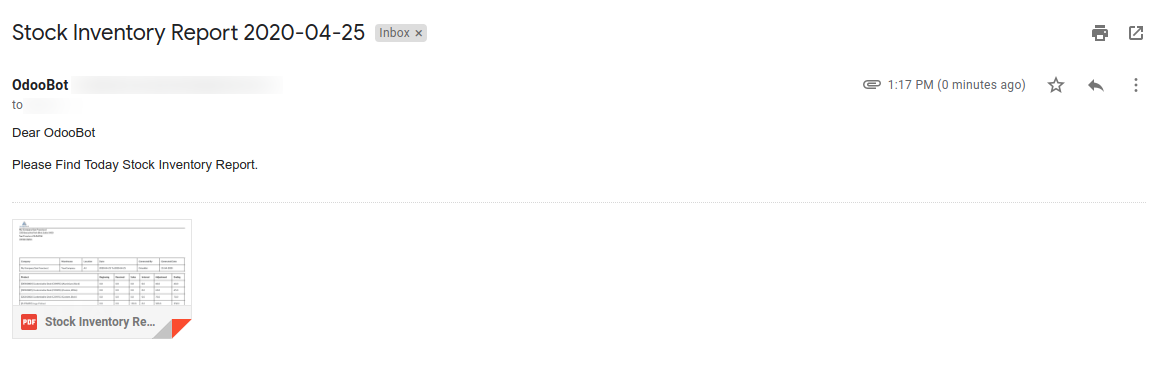 Stock Inventory Report 2020-04-25
Inbox ×
OdooBot
1:17 PM (0 minutes ago)
to
Dear OdooBot
Please Find Today Stock Inventory Report.
PDF
Stock Inventory Re...